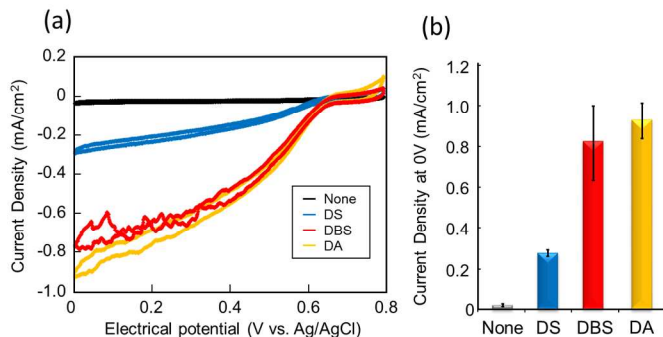 (a)
0.2
0
-0.2
-0.4
-0.6
-0.8
-1.0
Current Density (mA/cm²)
0 0.2 0.4 0.6 0.8
Electrical potential (V vs. Ag/AgCl)
None
DS
DBS
DA
(b)
1.2
1.0
0.8
0.6
0.4
0.2
0
Current Density at 0V (mA/cm²)
None DS DBS DA